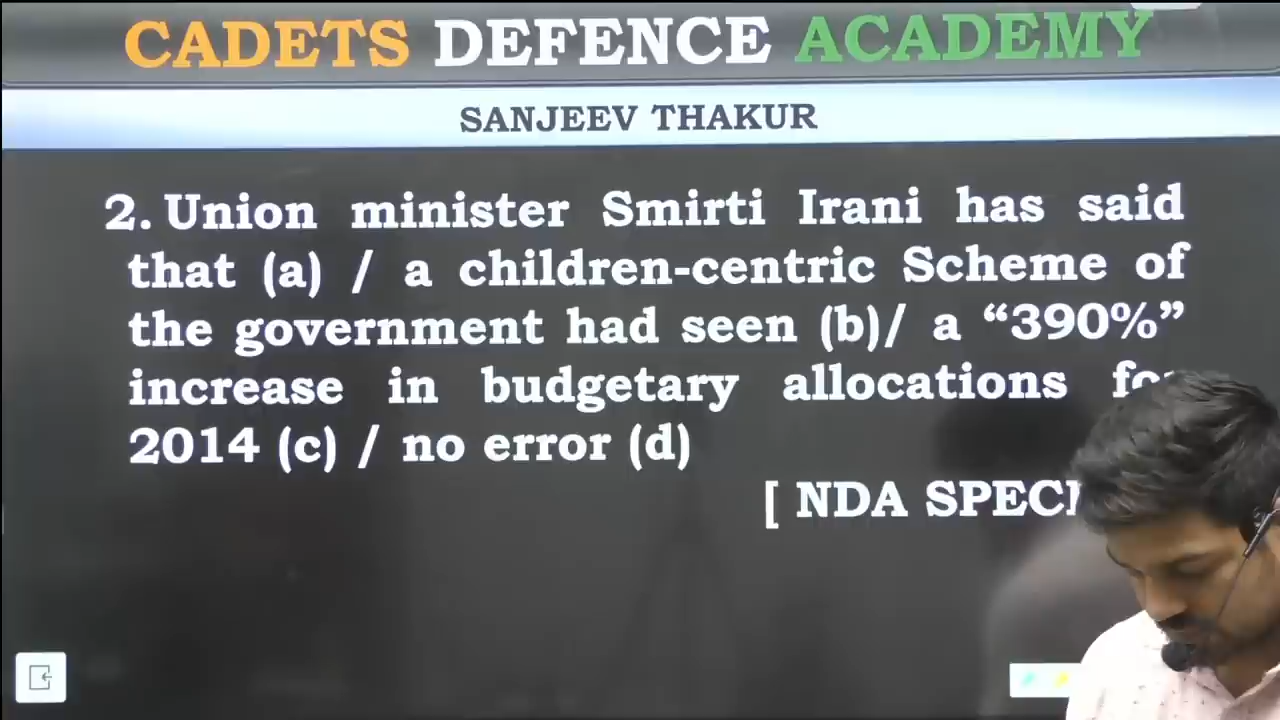 CADETS DEFENCE ACADEMY
SANJEEV THAKUR
2. Union minister Smirti Irani has said
that (a) / a children-centric Scheme of
the government had seen (b)/ a “390%”
increase in budgetary allocations
2014 (c) / no error (d)
[ NDA